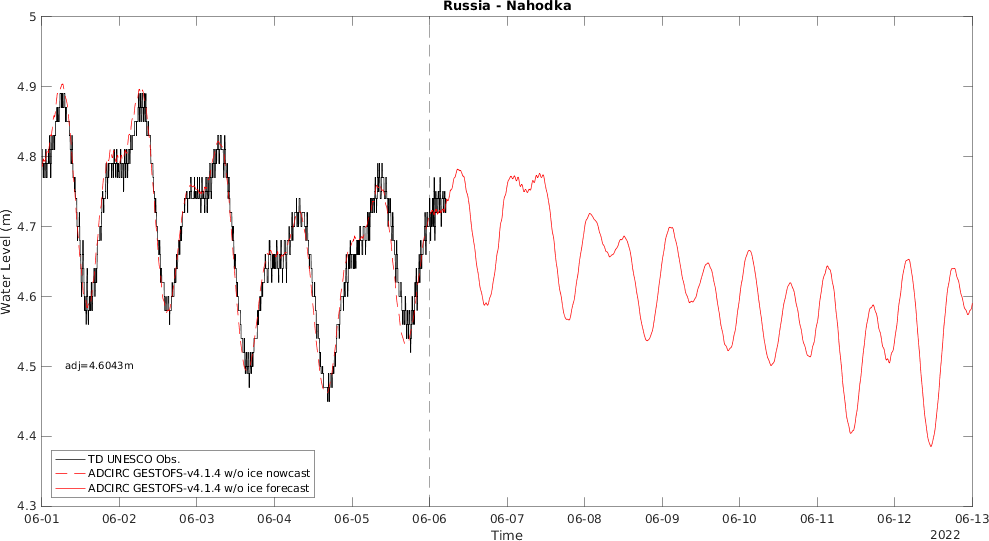 Russia - Nahodka
5
4.9
4.8
4.7
4.6
4.5
4.4
4.3
Water Level (m)
adj=4.6043m
TD UNESCO Obs.
ADCIRC GESTOFS-v4.1.4 w/o ice nowcast
ADCIRC GESTOFS-v4.1.4 w/o ice forecast
06-01 06-02 06-03 06-04 06-05 06-06 06-07 06-08 06-09 06-10 06-11 06-12 06-13
Time
2022